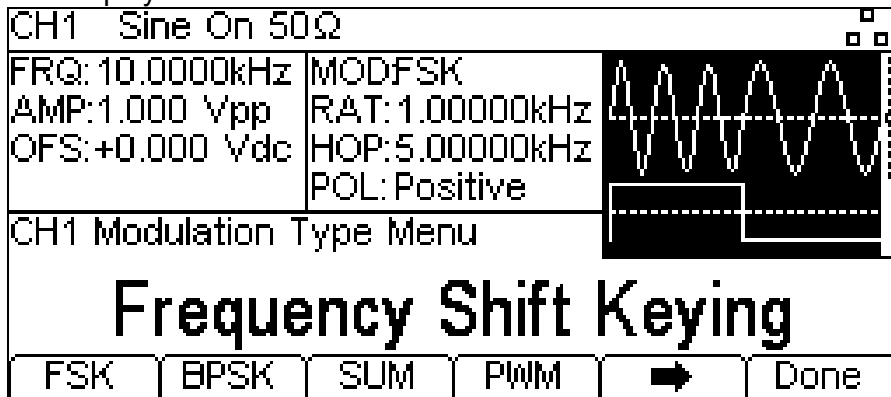 CH1 Sine On 50Ω
FRQ:10.0000kHz
AMP:1.000 Vpp
OFS:+0.000 Vdc
MODFSK
RAT:1.00000kHz
HOP:5.00000kHz
POL:Positive
CH1 Modulation Type Menu
Frequency Shift Keying
FSK BPSK SUM PWM Done